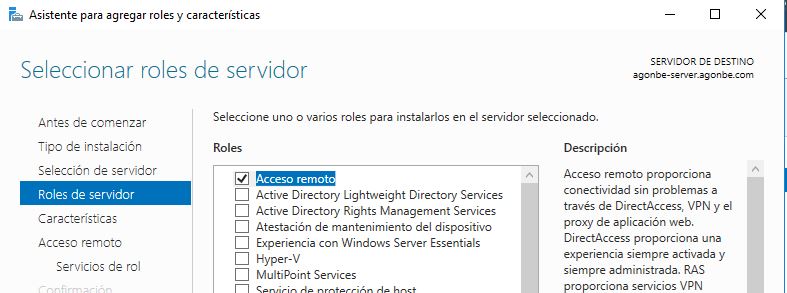 Asistente para agregar roles y características
Seleccionar roles de servidor
SERVIDOR DE DESTINO
agonbe-server.agonbe.com
Antes de comenzar
Tipo de instalación
Selección de servidor
Roles de servidor
Características
Acceso remoto
Servicios de rol
Confirmación
Seleccione uno o varios roles para instalarlos en el servidor seleccionado.
Roles
Acceso remoto
Active Directory Lightweight Directory Services
Active Directory Rights Management Services
Atestación de mantenimiento del dispositivo
Experiencia con Windows Server Essentials
Hyper-V
MultiPoint Services
Servicio de protección de host
Descripción
Acceso remoto proporciona
conectividad sin problemas a
través de DirectAccess, VPN y el
proxy de aplicación web.
DirectAccess proporciona una
experiencia siempre activada y
siempre administrada. RAS
proporciona servicios VPN